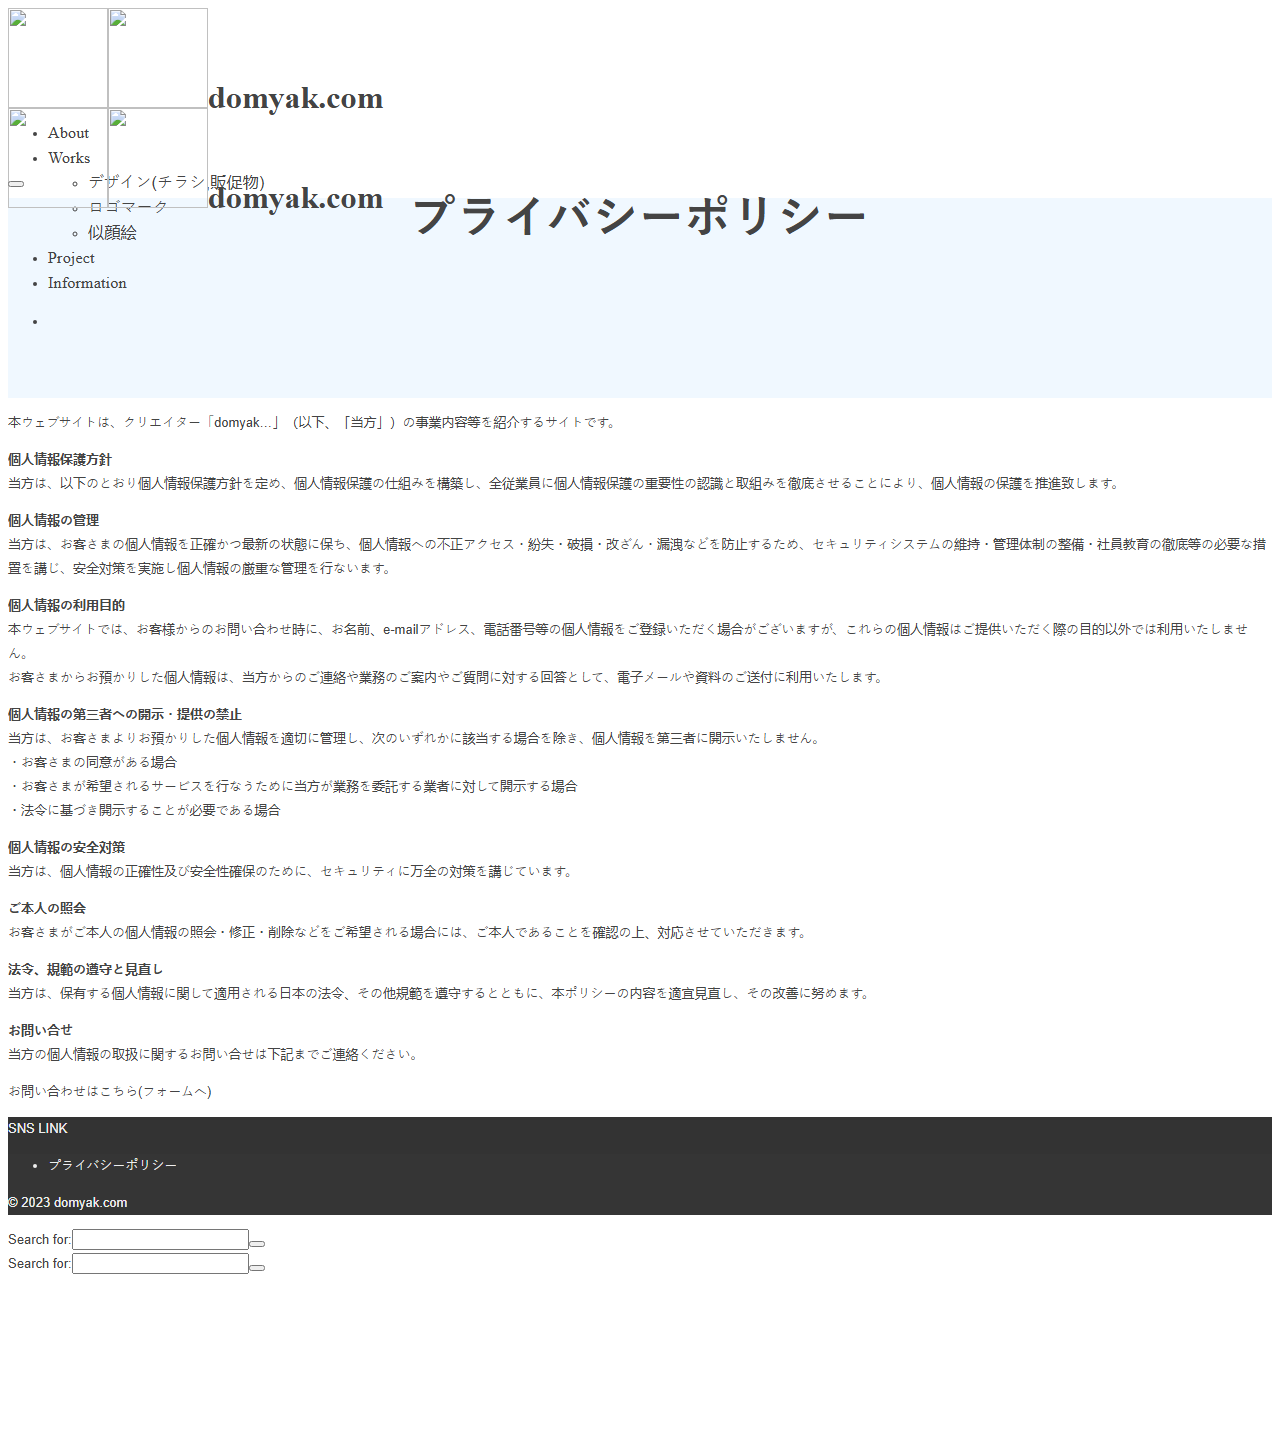 domyak.com
• About
• Works
◦ デザイン(チラシ,販促物)
domyak.com
プライバシーポリシー
◦ ロゴマーク
◦ 似顔絵
• Project
• Information
本ウェブサイトは、クリエイター「domyak…」（以下、「当方」）の事業内容等を紹介するサイトです。
個人情報保護方針
当方は、以下のとおり個人情報保護方針を定め、個人情報保護の仕組みを構築し、全従業員に個人情報保護の重要性の認識と取組みを徹底させることにより、個人情報の保護を推進致します。
個人情報の管理
当方は、お客さまの個人情報を正確かつ最新の状態に保ち、個人情報への不正アクセス・紛失・破損・改ざん・漏洩などを防止するため、セキュリティシステムの維持・管理体制の整備・社員教育の徹底等の必要な措
置を講じ、安全対策を実施し個人情報の厳重な管理を行ないます。
個人情報の利用目的
本ウェブサイトでは、お客様からのお問い合わせ時に、お名前、e-mailアドレス、電話番号等の個人情報をご登録いただく場合がございますが、これらの個人情報はご提供いただく際の目的以外では利用いたしませ
ん。
お客さまからお預かりした個人情報は、当方からのご連絡や業務のご案内やご質問に対する回答として、電子メールや資料のご送付に利用いたします。
個人情報の第三者への開示・提供の禁止
当方は、お客さまよりお預かりした個人情報を適切に管理し、次のいずれかに該当する場合を除き、個人情報を第三者に開示いたしません。
・お客さまの同意がある場合
・お客さまが希望されるサービスを行なうために当方が業務を委託する業者に対して開示する場合
・法令に基づき開示することが必要である場合
個人情報の安全対策
当方は、個人情報の正確性及び安全性確保のために、セキュリティに万全の対策を講じています。
ご本人の照会
お客さまがご本人の個人情報の照会・修正・削除などをご希望される場合には、ご本人であることを確認の上、対応させていただきます。
法令、規範の遵守と見直し
当方は、保有する個人情報に関して適用される日本の法令、その他規範を遵守するとともに、本ポリシーの内容を適宜見直し、その改善に努めます。
お問い合せ
当方の個人情報の取扱に関するお問い合せは下記までご連絡ください。
お問い合わせはこちら(フォームへ)
SNS LINK
• プライバシーポリシー
© 2023 domyak.com
Search for:
Search for: